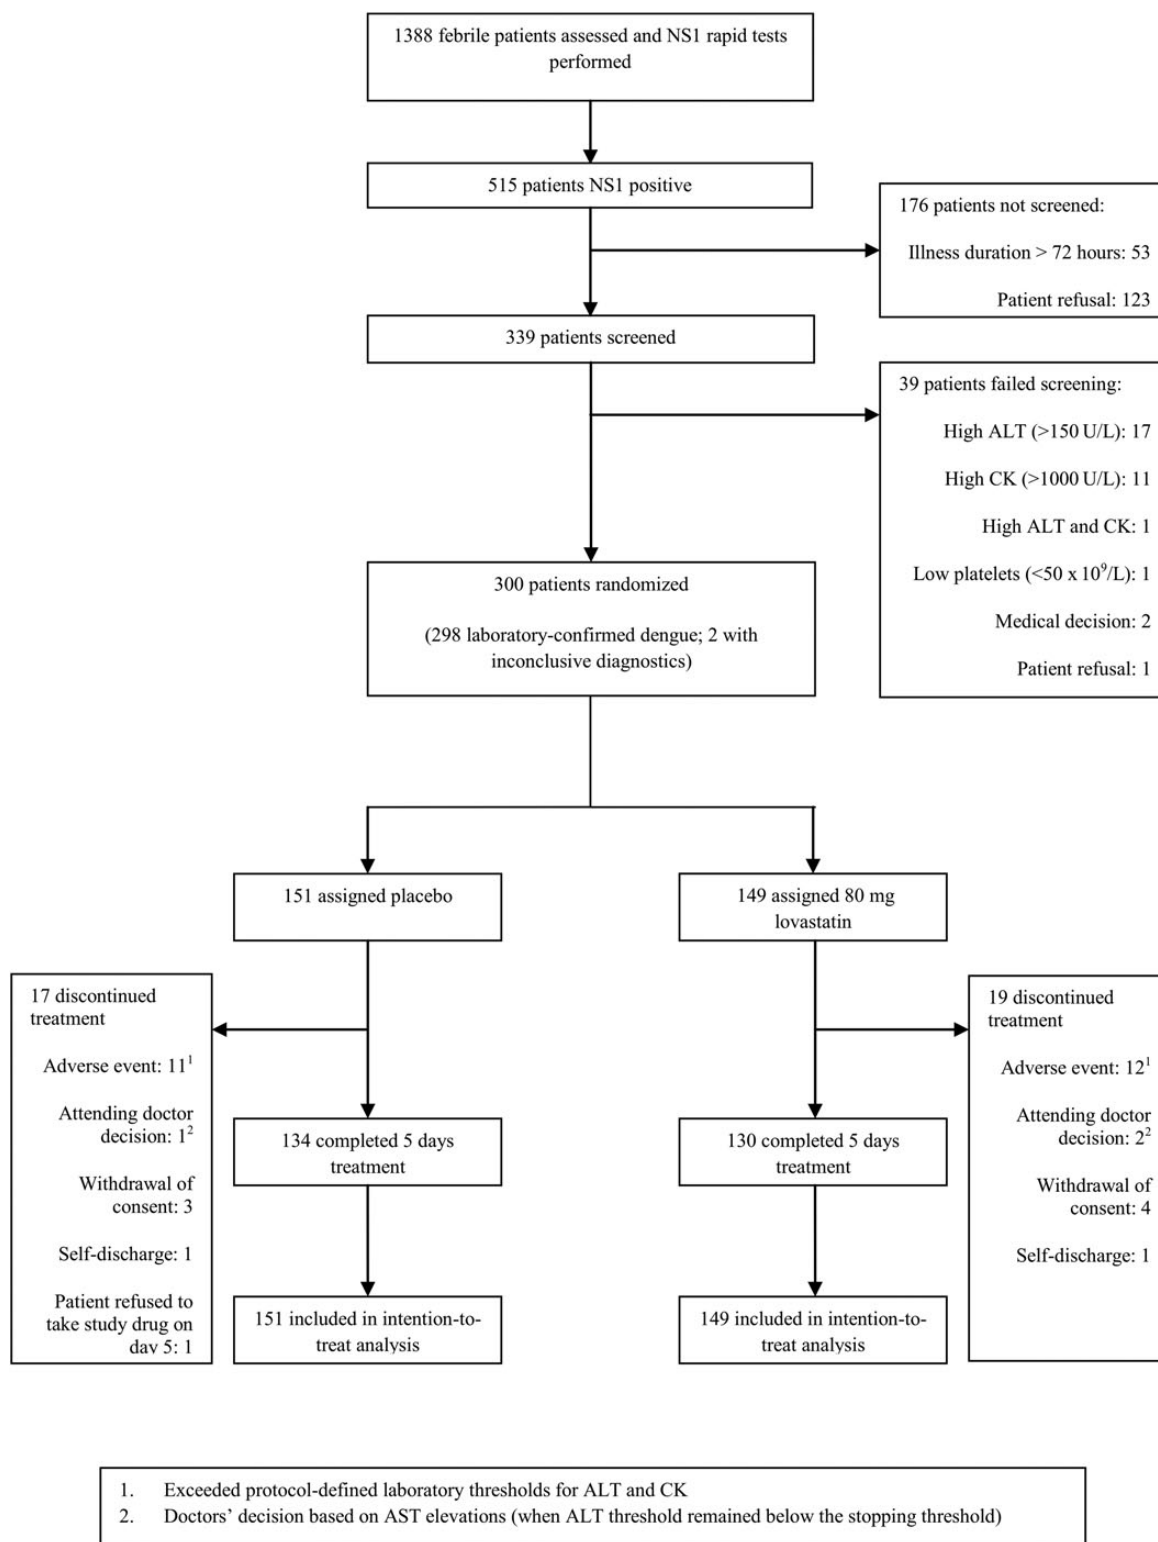 1388 febrile patients assessed and NS1 rapid tests
performed
515 patients NS1 positive
176 patients not screened:
Illness duration > 72 hours: 53
Patient refusal: 123
339 patients screened
39 patients failed screening:
High ALT (>150 U/L): 17
High CK (>1000 U/L): 11
High ALT and CK: 1
Low platelets (<50 x 10⁹/L): 1
Medical decision: 2
Patient refusal: 1
300 patients randomized
(298 laboratory-confirmed dengue; 2 with
inconclusive diagnostics)
151 assigned placebo
149 assigned 80 mg
lovastatin
17 discontinued
treatment
Adverse event: 11¹
Attending doctor
decision: 1²
Withdrawal of
consent: 3
Self-discharge: 1
Patient refused to
take study drug on
day 5: 1
19 discontinued
treatment
Adverse event: 12¹
Attending doctor
decision: 2²
Withdrawal of
consent: 4
Self-discharge: 1
134 completed 5 days
treatment
130 completed 5 days
treatment
151 included in intention-to-
treat analysis
149 included in intention-to-
treat analysis
1. Exceeded protocol-defined laboratory thresholds for ALT and CK
2. Doctors' decision based on AST elevations (when ALT threshold remained below the stopping threshold)